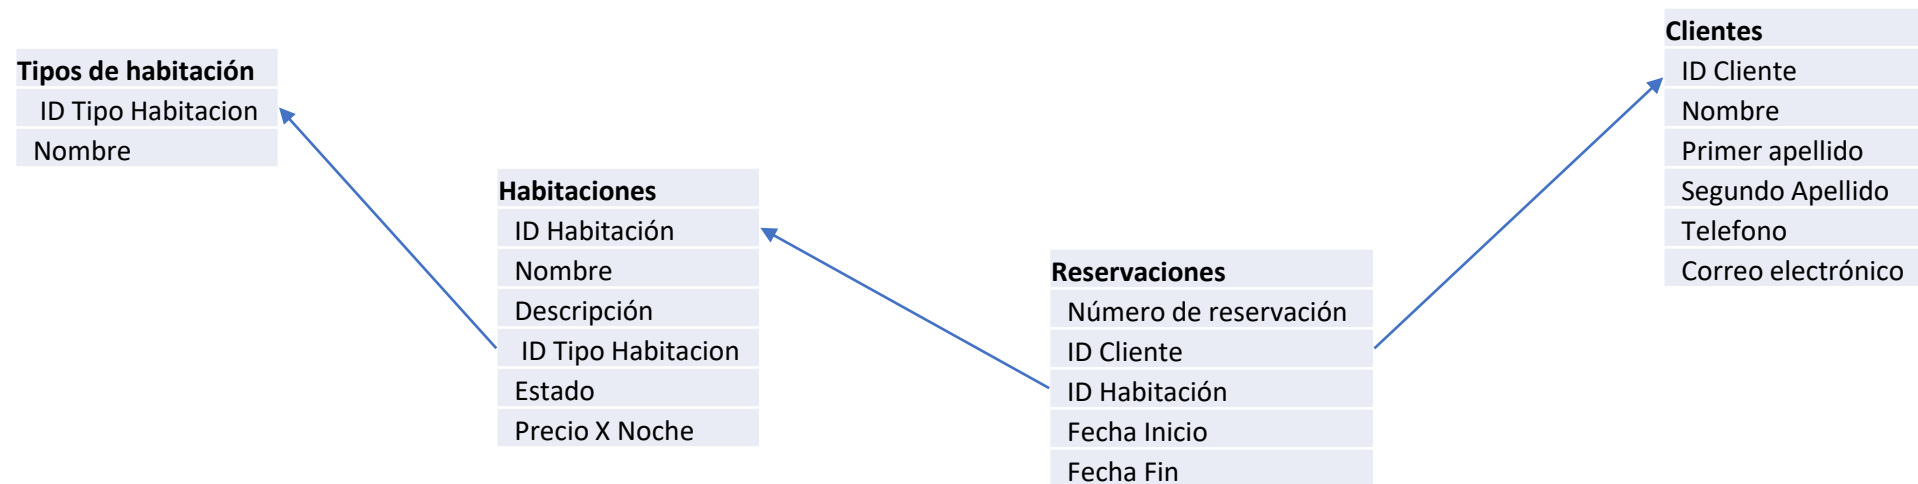 Tipos de habitación
ID Tipo Habitacion
Nombre
Habitaciones
ID Habitación
Nombre
Descripción
ID Tipo Habitacion
Estado
Precio X Noche
Reservaciones
Número de reservación
ID Cliente
ID Habitación
Fecha Inicio
Fecha Fin
Clientes
ID Cliente
Nombre
Primer apellido
Segundo Apellido
Telefono
Correo electrónico